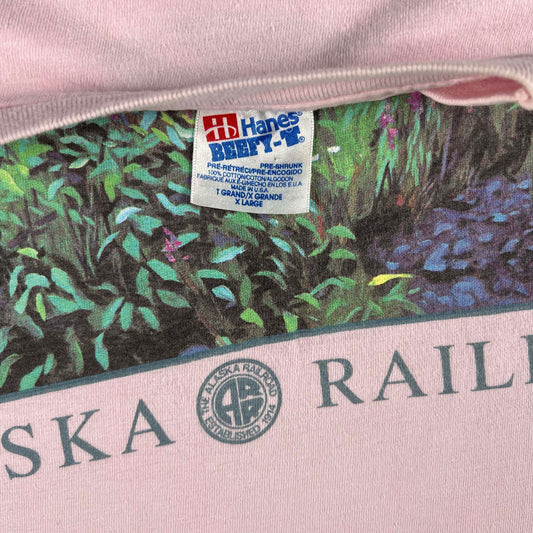 Hanes
BEEFY-T
PRÉ-RÉTRÉCI/PRE-ENCOGIDO PRE-SHRUNK
100% COTTON/COTON/ALGODON
FABRIQUÉ AUX É-U/HECHO EN LOS E.U.A.
MADE IN U.S.A.
T GRAND/X GRANDE
X LARGE
SKA RAIL
THE ALASKA RAILROAD
ARR
ESTABLISHED 1914